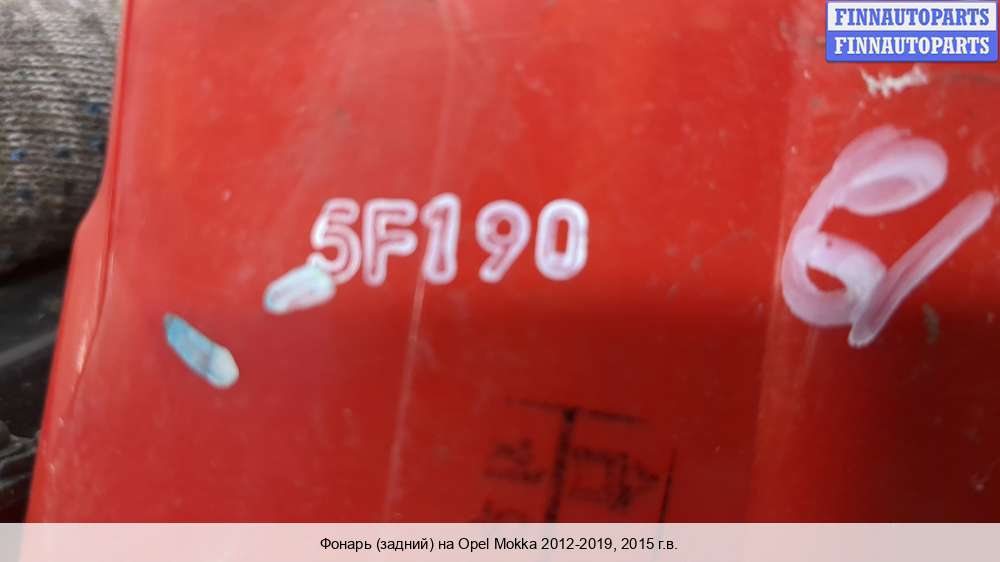 FINNAUTOPARTS
FINNAUTOPARTS
5F190
Фонарь (задний) на Opel Mokka 2012-2019, 2015 г.в.